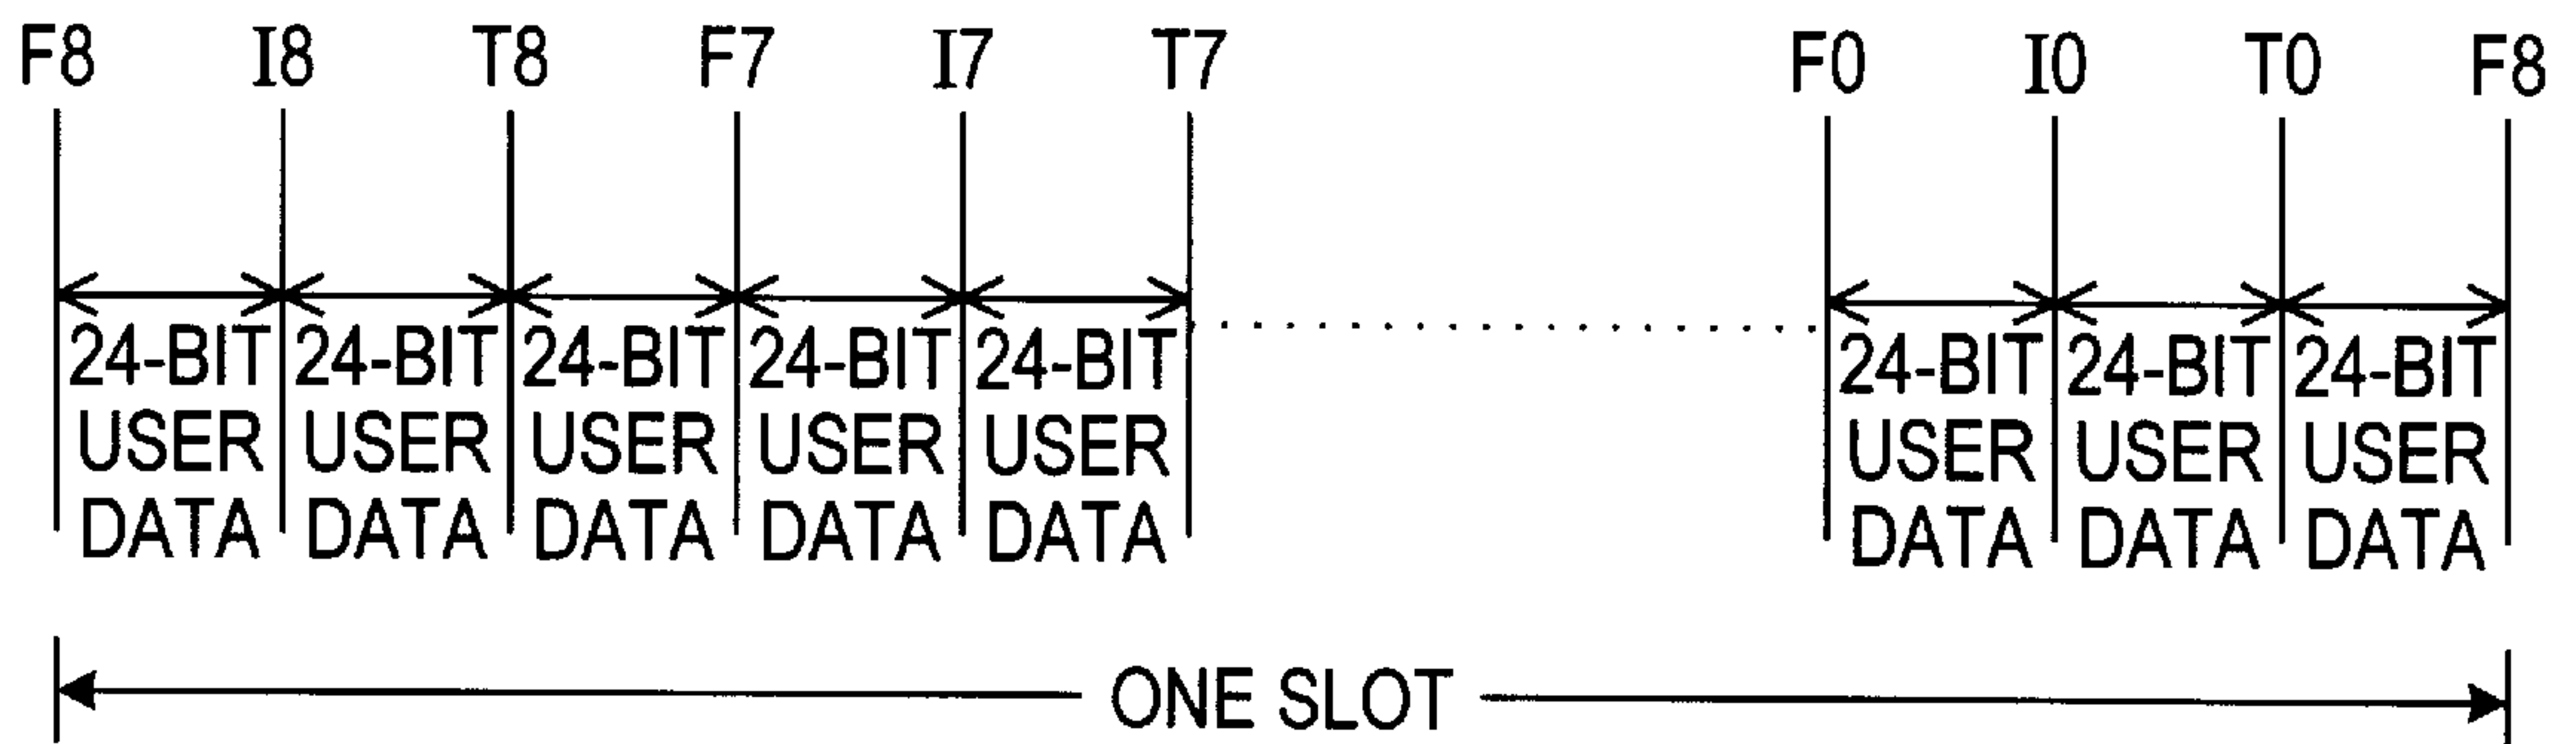 F8 I8 T8 F7 I7 T7 F0 I0 T0 F8
24-BIT 24-BIT 24-BIT 24-BIT 24-BIT 24-BIT 24-BIT 24-BIT
USER USER USER USER USER USER USER USER
DATA DATA DATA DATA DATA DATA DATA DATA
ONE SLOT